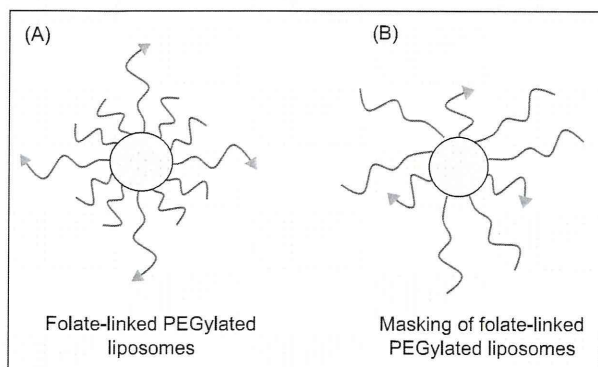 (A)
(B)
Folate-linked PEGylated
liposomes
Masking of folate-linked
PEGylated liposomes